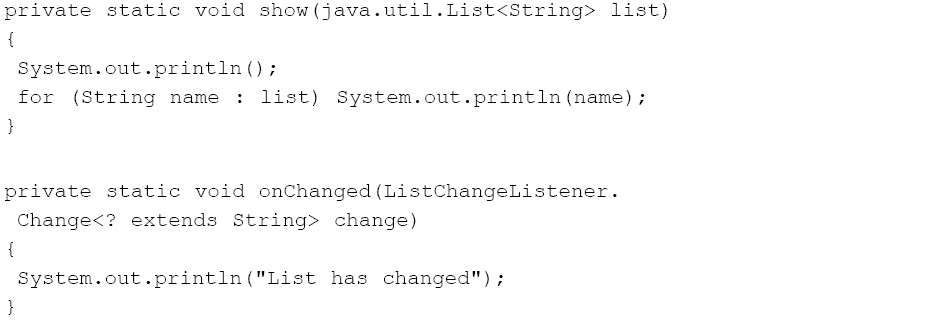 private static void show(java.util.List<String> list)
{
 System.out.println();
 for (String name : list) System.out.println(name);
}

private static void onChanged(ListChangeListener.
 Change<? extends String> change)
{
 System.out.println("List has changed");
}